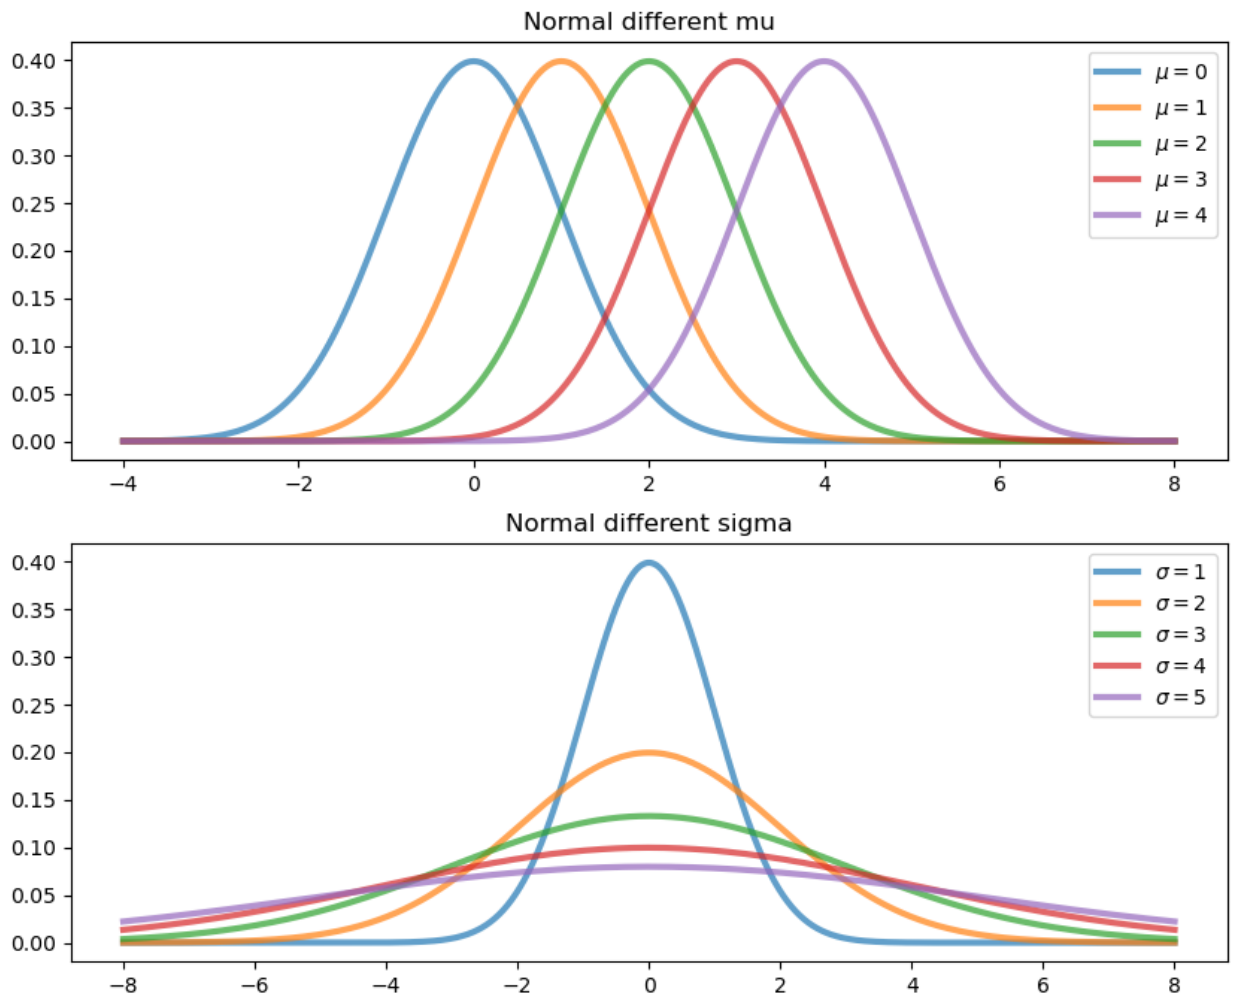 Normal different mu
0.40
0.35
0.30
0.25
0.20
0.15
0.10
0.05
0.00
μ = 0
μ = 1
μ = 2
μ = 3
μ = 4
−4 −2 0 2 4 6 8
Normal different sigma
0.40
0.35
0.30
0.25
0.20
0.15
0.10
0.05
0.00
σ = 1
σ = 2
σ = 3
σ = 4
σ = 5
−8 −6 −4 −2 0 2 4 6 8